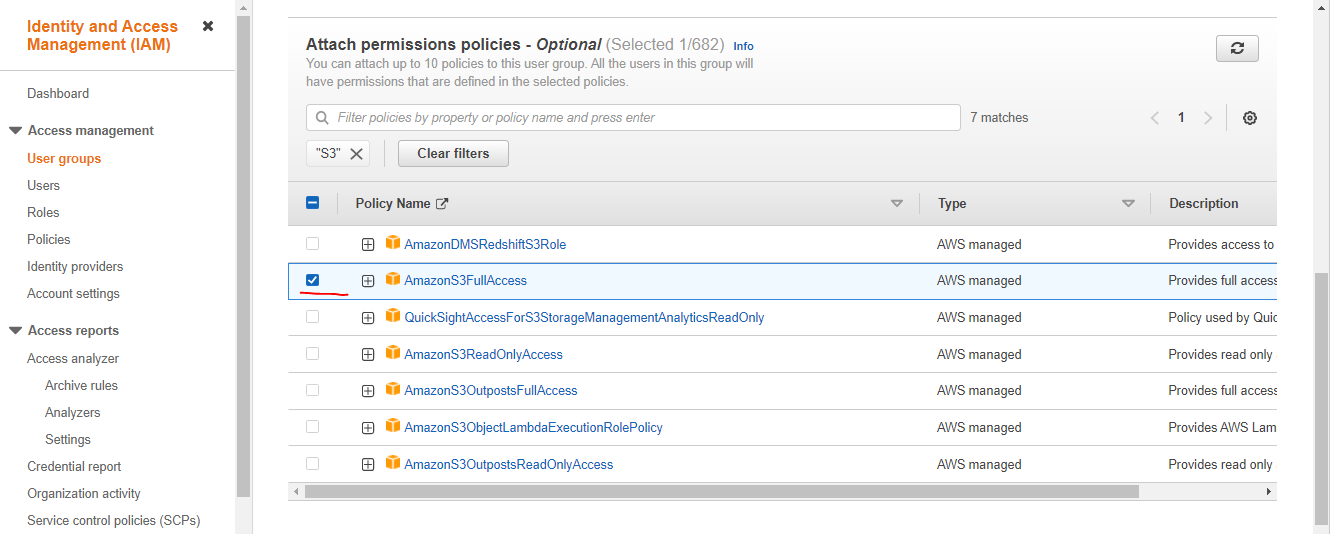 Identity and Access
Management (IAM)
Dashboard
Access management
User groups
Users
Roles
Policies
Identity providers
Account settings
Access reports
Access analyzer
Archive rules
Analyzers
Settings
Credential report
Organization activity
Service control policies (SCPs)
Attach permissions policies - Optional (Selected 1/682) Info
You can attach up to 10 policies to this user group. All the users in this group will
have permissions that are defined in the selected policies.
Filter policies by property or policy name and press enter
7 matches
1
"S3"
Clear filters
Policy Name Type Description
AmazonDMSRedshiftS3Role AWS managed Provides access to
AmazonS3FullAccess AWS managed Provides full access
QuickSightAccessForS3StorageManagementAnalyticsReadOnly AWS managed Policy used by Quic
AmazonS3ReadOnlyAccess AWS managed Provides read only
AmazonS3OutpostsFullAccess AWS managed Provides full access
AmazonS3ObjectLambdaExecutionRolePolicy AWS managed Provides AWS Lam
AmazonS3OutpostsReadOnlyAccess AWS managed Provides read only